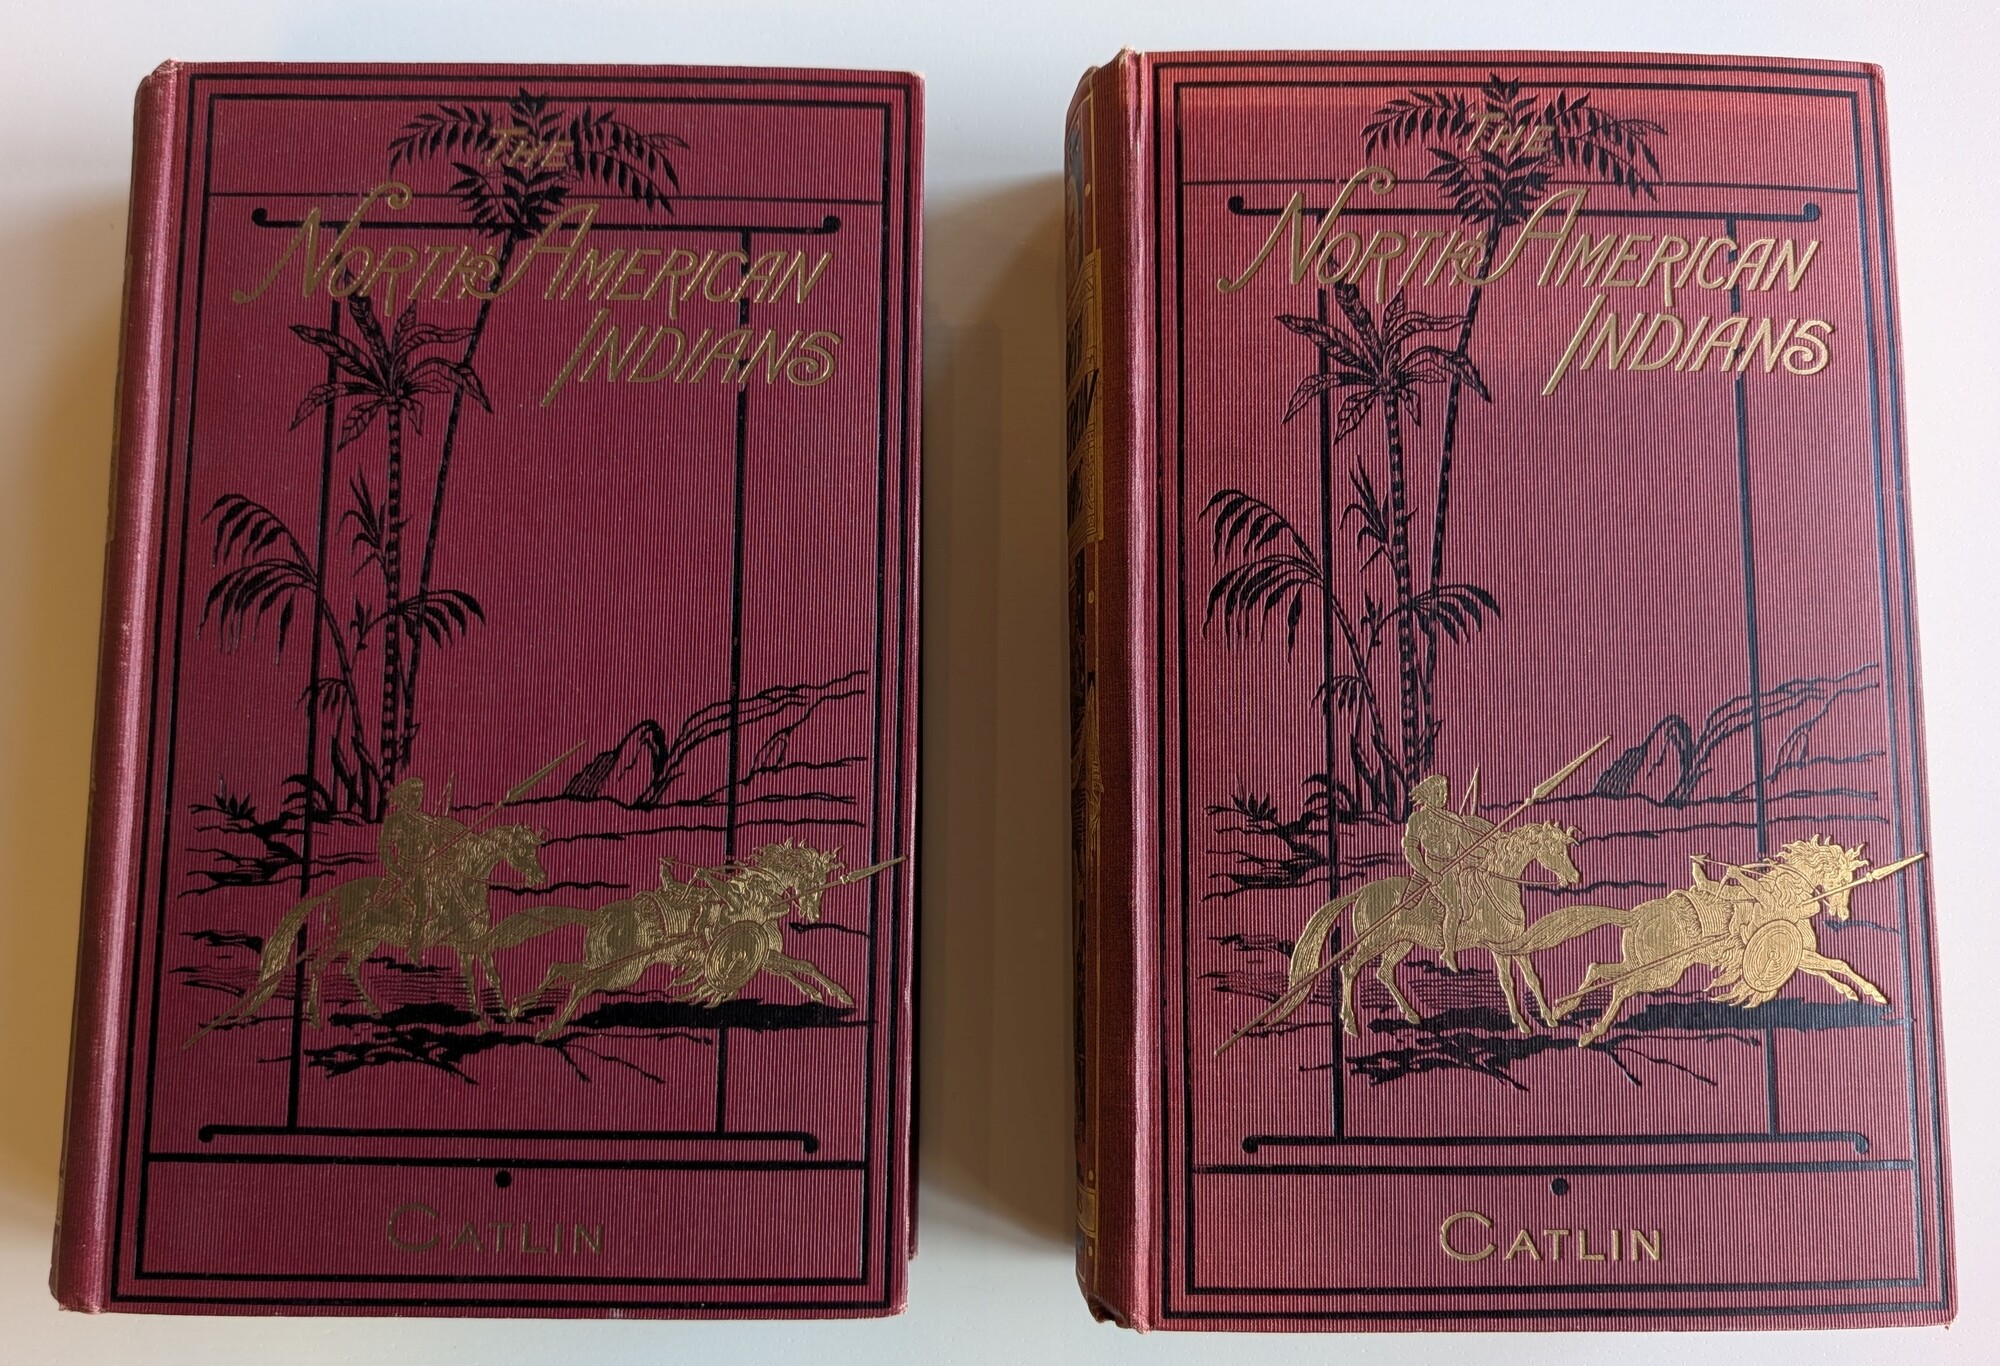 THE
NORTH AMERICAN
INDIANS
CATLIN
THE
NORTH AMERICAN
INDIANS
CATLIN